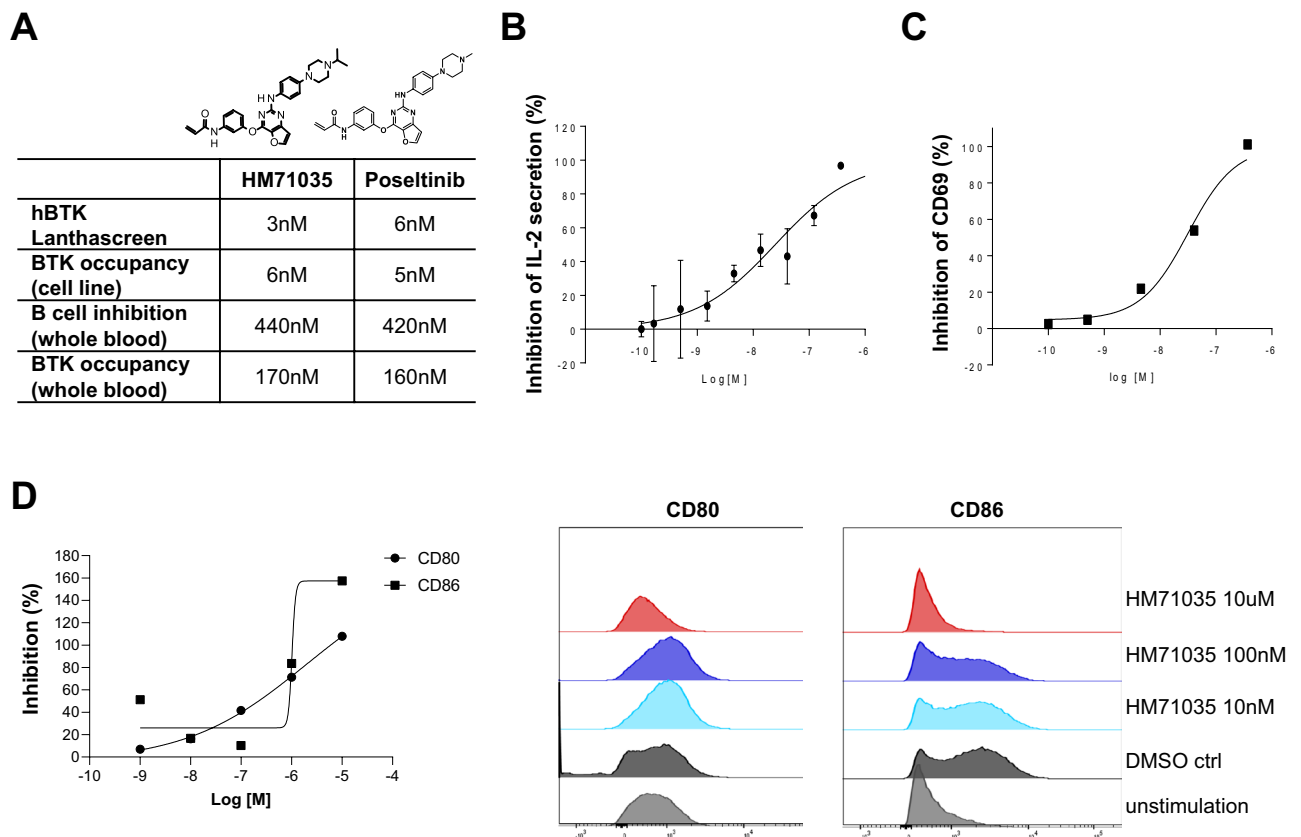 A
N
N
N
HN
N
N
O
N
H
O
O
N
N
HN
N
N
O
N
H
O
O
HM71035 Poseltinib
hBTK
Lanthascreen
3nM 6nM
BTK occupancy
(cell line)
6nM 5nM
B cell inhibition
(whole blood)
440nM 420nM
BTK occupancy
(whole blood)
170nM 160nM
B
Inhibition of IL-2 secretion (%)
120
100
80
60
40
20
0
-20
-10 -9 -8 -7 -6
Log[M]
C
Inhibition of CD69 (%)
100
80
60
40
20
0
-20
-10 -9 -8 -7 -6
log [M]
D
Inhibition (%)
180
160
140
120
100
80
60
40
20
0
-10 -9 -8 -7 -6 -5 -4
Log [M]
CD80
CD86
CD80 CD86
HM71035 10uM
HM71035 100nM
HM71035 10nM
DMSO ctrl
unstimulation